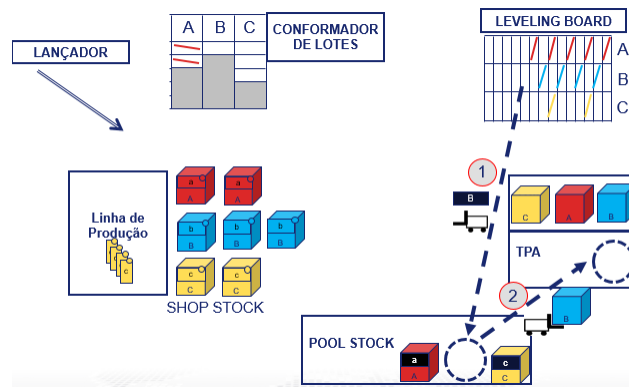 LANÇADOR
A B C
CONFORMADOR
DE LOTES
LEVELING BOARD
A
B
C
1
B
Linha de
Produção
c
a a
A A
b b b
B B B
c c
C C
SHOP STOCK
C A B
TPA
2
B
POOL STOCK
a
A
c
C